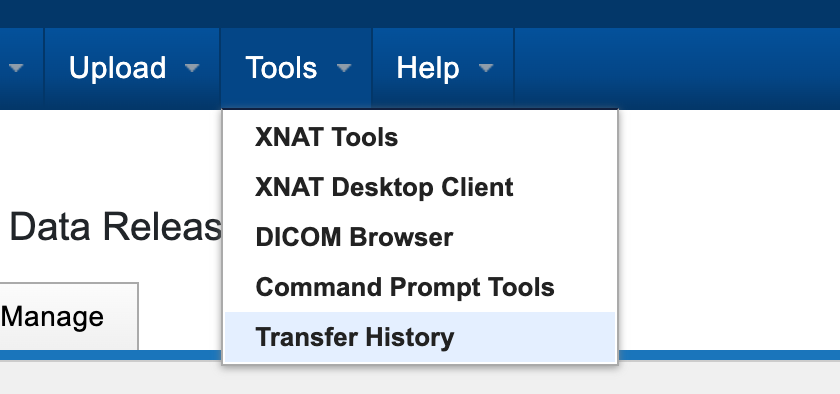 Upload Tools Help
XNAT Tools
XNAT Desktop Client
Data Releas
DICOM Browser
Command Prompt Tools
Manage
Transfer History